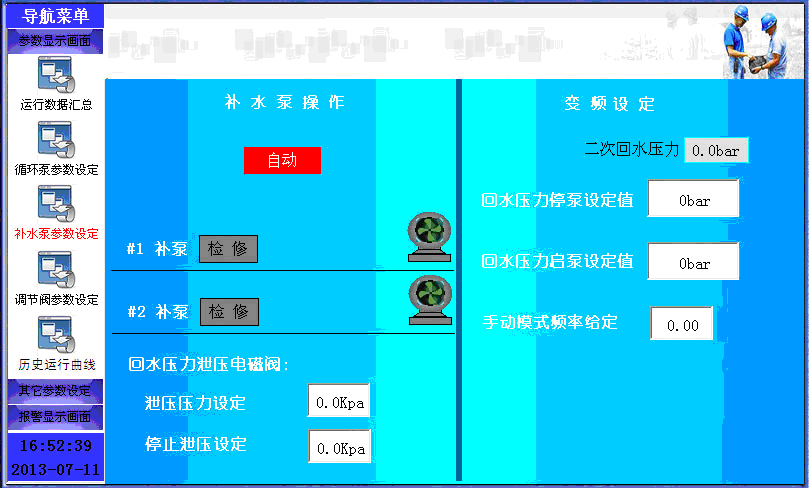 导航菜单
参数显示画面
运行数据汇总
循环泵参数设定
补水泵参数设定
调节阀参数设定
历史运行曲线
其它参数设定
报警显示画面
16:52:39
2013-07-11
补水泵操作
自动
#1 补泵 检修
#2 补泵 检修
回水压力泄压电磁阀:
泄压压力设定 0.0Kpa
停止泄压设定 0.0Kpa
变频设定
二次回水压力 0.0bar
回水压力停泵设定值 0bar
回水压力启泵设定值 0bar
手动模式频率给定 0.00